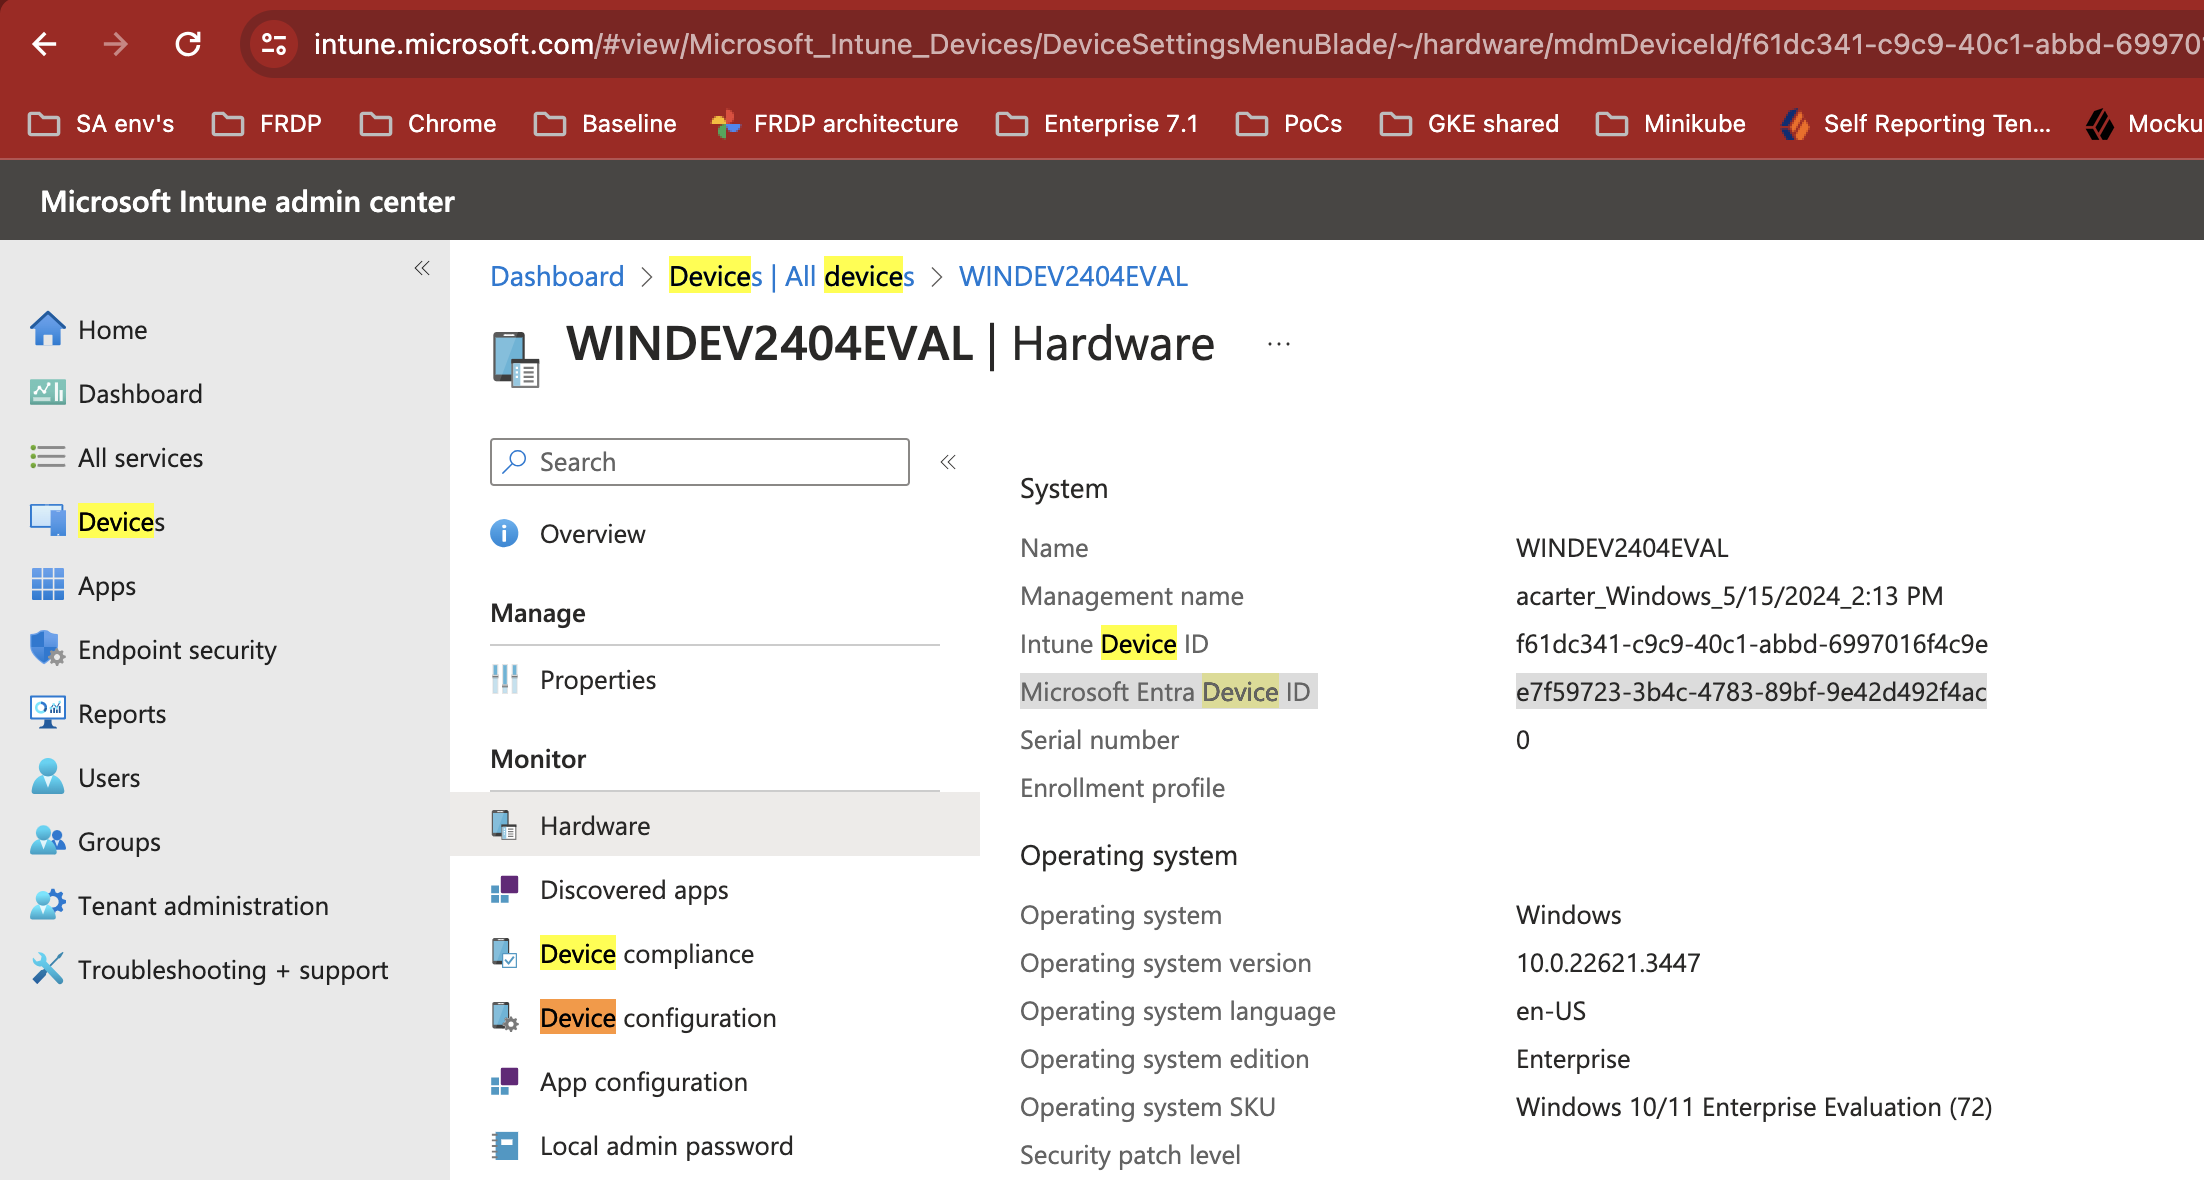 intune.microsoft.com/#view/Microsoft_Intune_Devices/DeviceSettingsMenuBlade/~/hardware/mdmDeviceId/f61dc341-c9c9-40c1-abbd-69970
SA env's FRDP Chrome Baseline FRDP architecture Enterprise 7.1 PoCs GKE shared Minikube Self Reporting Ten... Mocku
Microsoft Intune admin center
Home
Dashboard
All services
Devices
Apps
Endpoint security
Reports
Users
Groups
Tenant administration
Troubleshooting + support
Dashboard > Devices | All devices > WINDEV2404EVAL
WINDEV2404EVAL | Hardware ...
Search
Overview
Manage
Properties
Monitor
Hardware
Discovered apps
Device compliance
Device configuration
App configuration
Local admin password
System
Name WINDEV2404EVAL
Management name acarter_Windows_5/15/2024_2:13 PM
Intune Device ID f61dc341-c9c9-40c1-abbd-6997016f4c9e
Microsoft Entra Device ID e7f59723-3b4c-4783-89bf-9e42d492f4ac
Serial number 0
Enrollment profile
Operating system
Operating system Windows
Operating system version 10.0.22621.3447
Operating system language en-US
Operating system edition Enterprise
Operating system SKU Windows 10/11 Enterprise Evaluation (72)
Security patch level